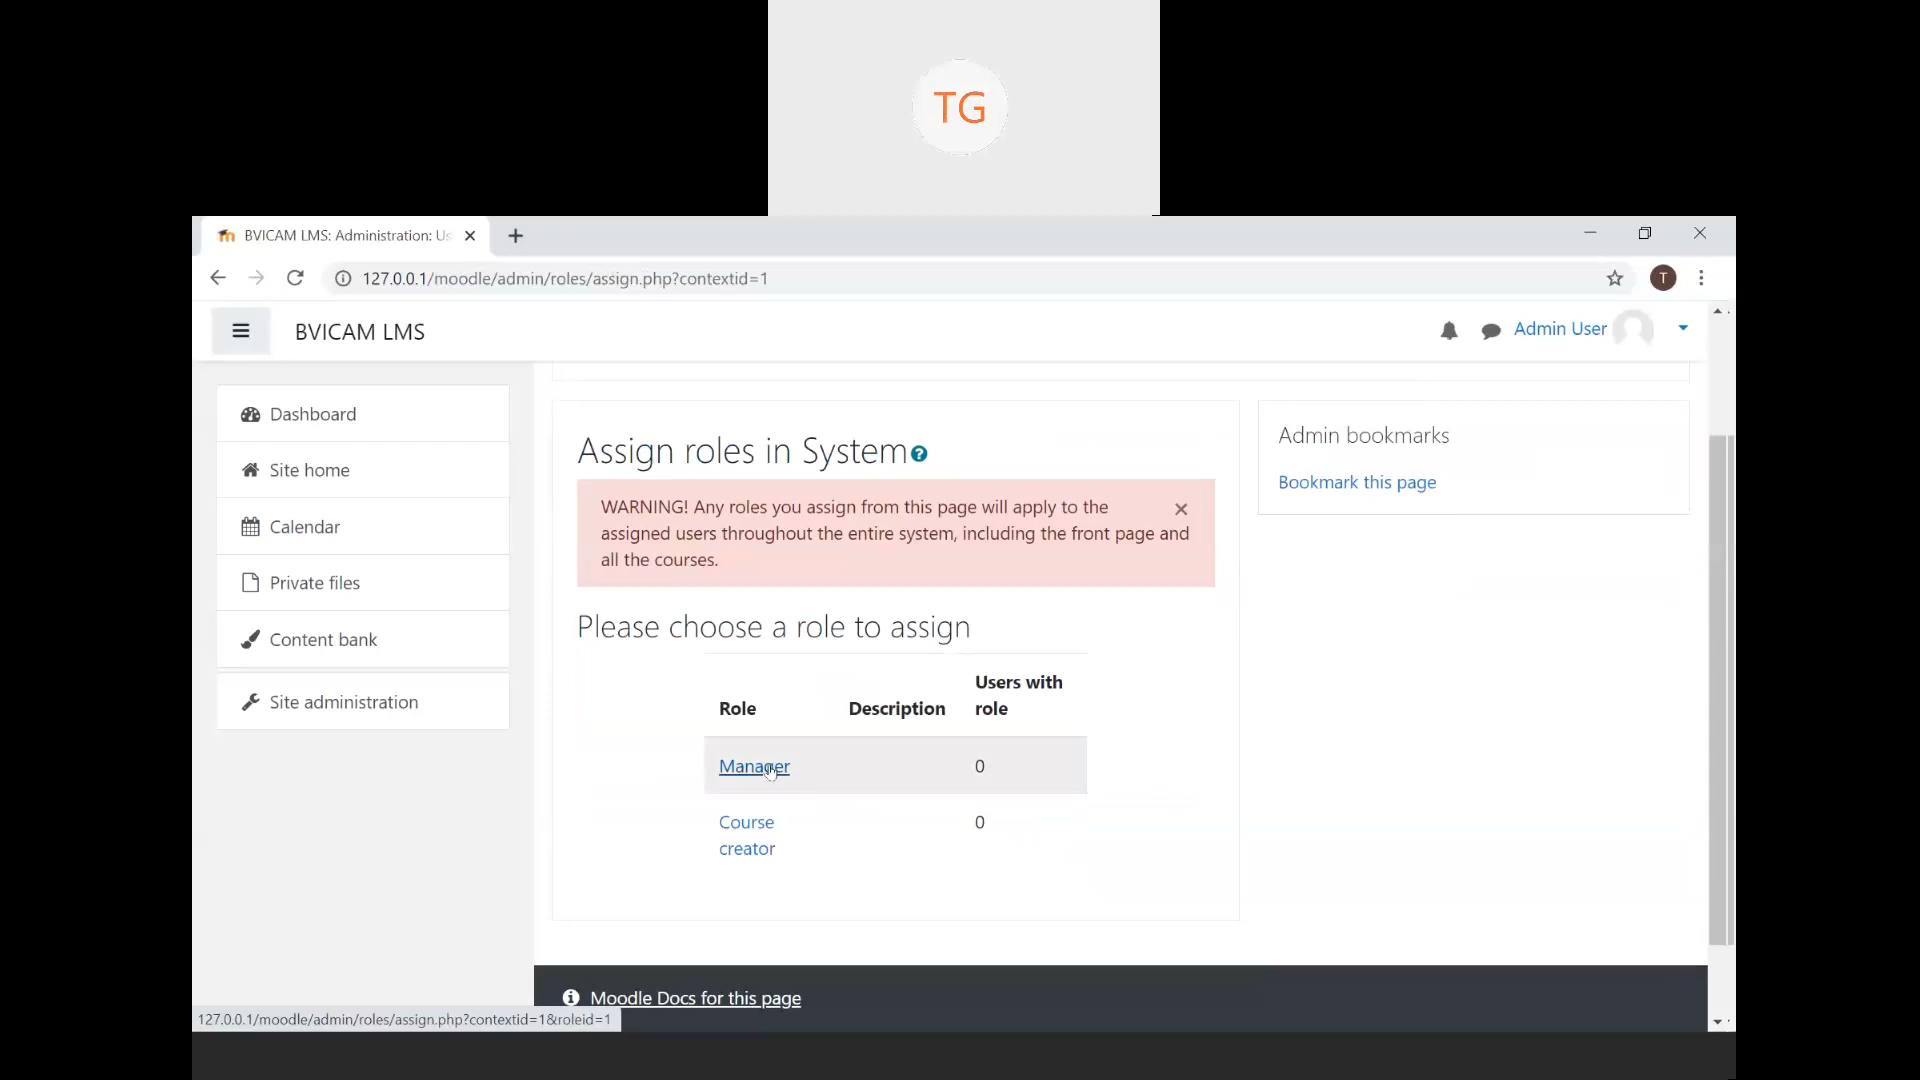 TG
BVICAM LMS: Administration: Us
127.0.0.1/moodle/admin/roles/assign.php?contextid=1
T
BVICAM LMS
Admin User
Dashboard
Site home
Calendar
Private files
Content bank
Site administration
Assign roles in System
WARNING! Any roles you assign from this page will apply to the
assigned users throughout the entire system, including the front page and
all the courses.
Please choose a role to assign
Role Description Users with
role
Manager 0
Course 0
creator
Admin bookmarks
Bookmark this page
Moodle Docs for this page
127.0.0.1/moodle/admin/roles/assign.php?contextid=1&roleid=1